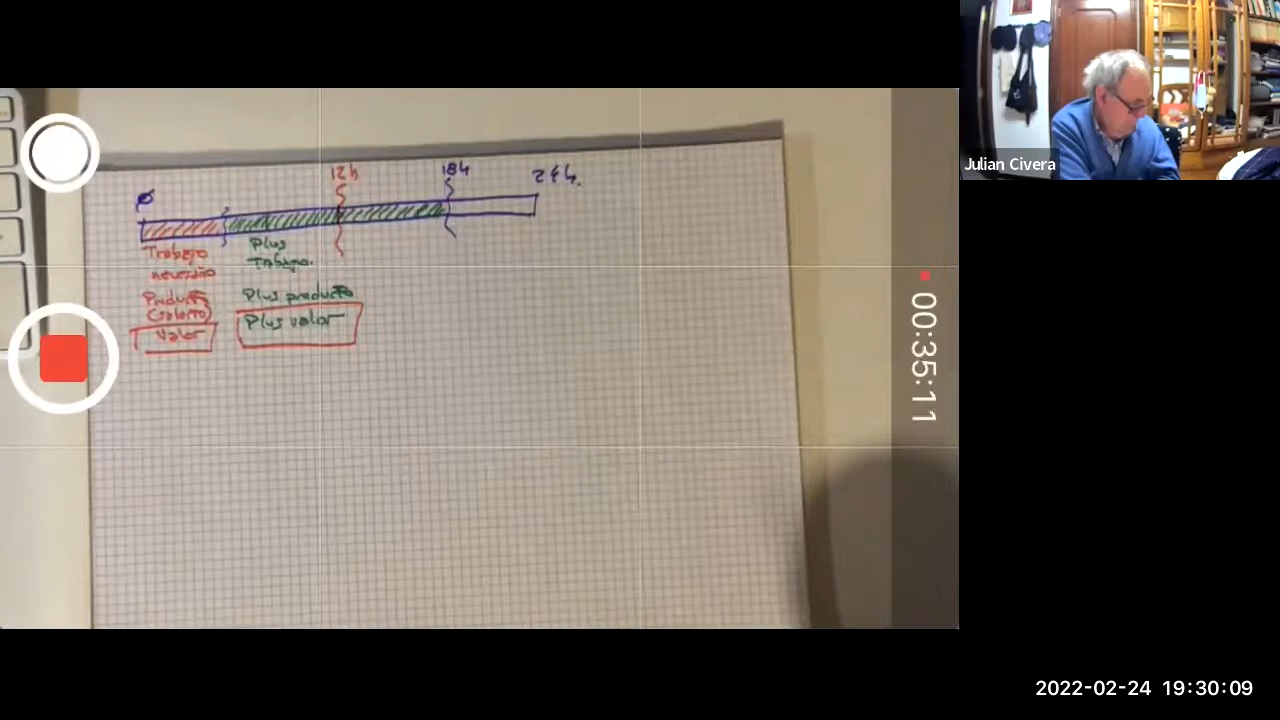 Ø 12h 18h 24h.
Trabajo
necesario
Plus
Trabajo.
Producto
(salario)
Valor
Plus producto
Plus valor
00:35:11
Julian Civera
2022-02-24 19:30:09